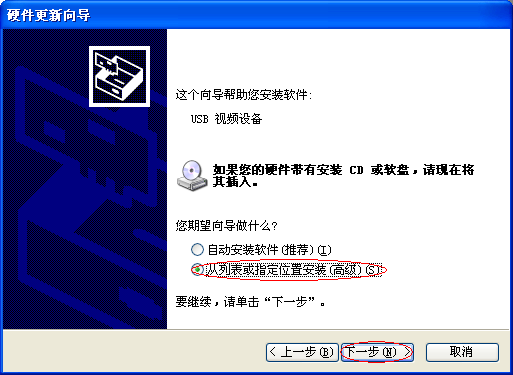 硬件更新向导
这个向导帮助您安装软件:
USB 视频设备
如果您的硬件带有安装 CD 或软盘，请现在将
其插入。
您期望向导做什么?
自动安装软件(推荐)(I)
从列表或指定位置安装(高级)(S)
要继续，请单击“下一步”。
< 上一步(B) 下一步(N) > 取消